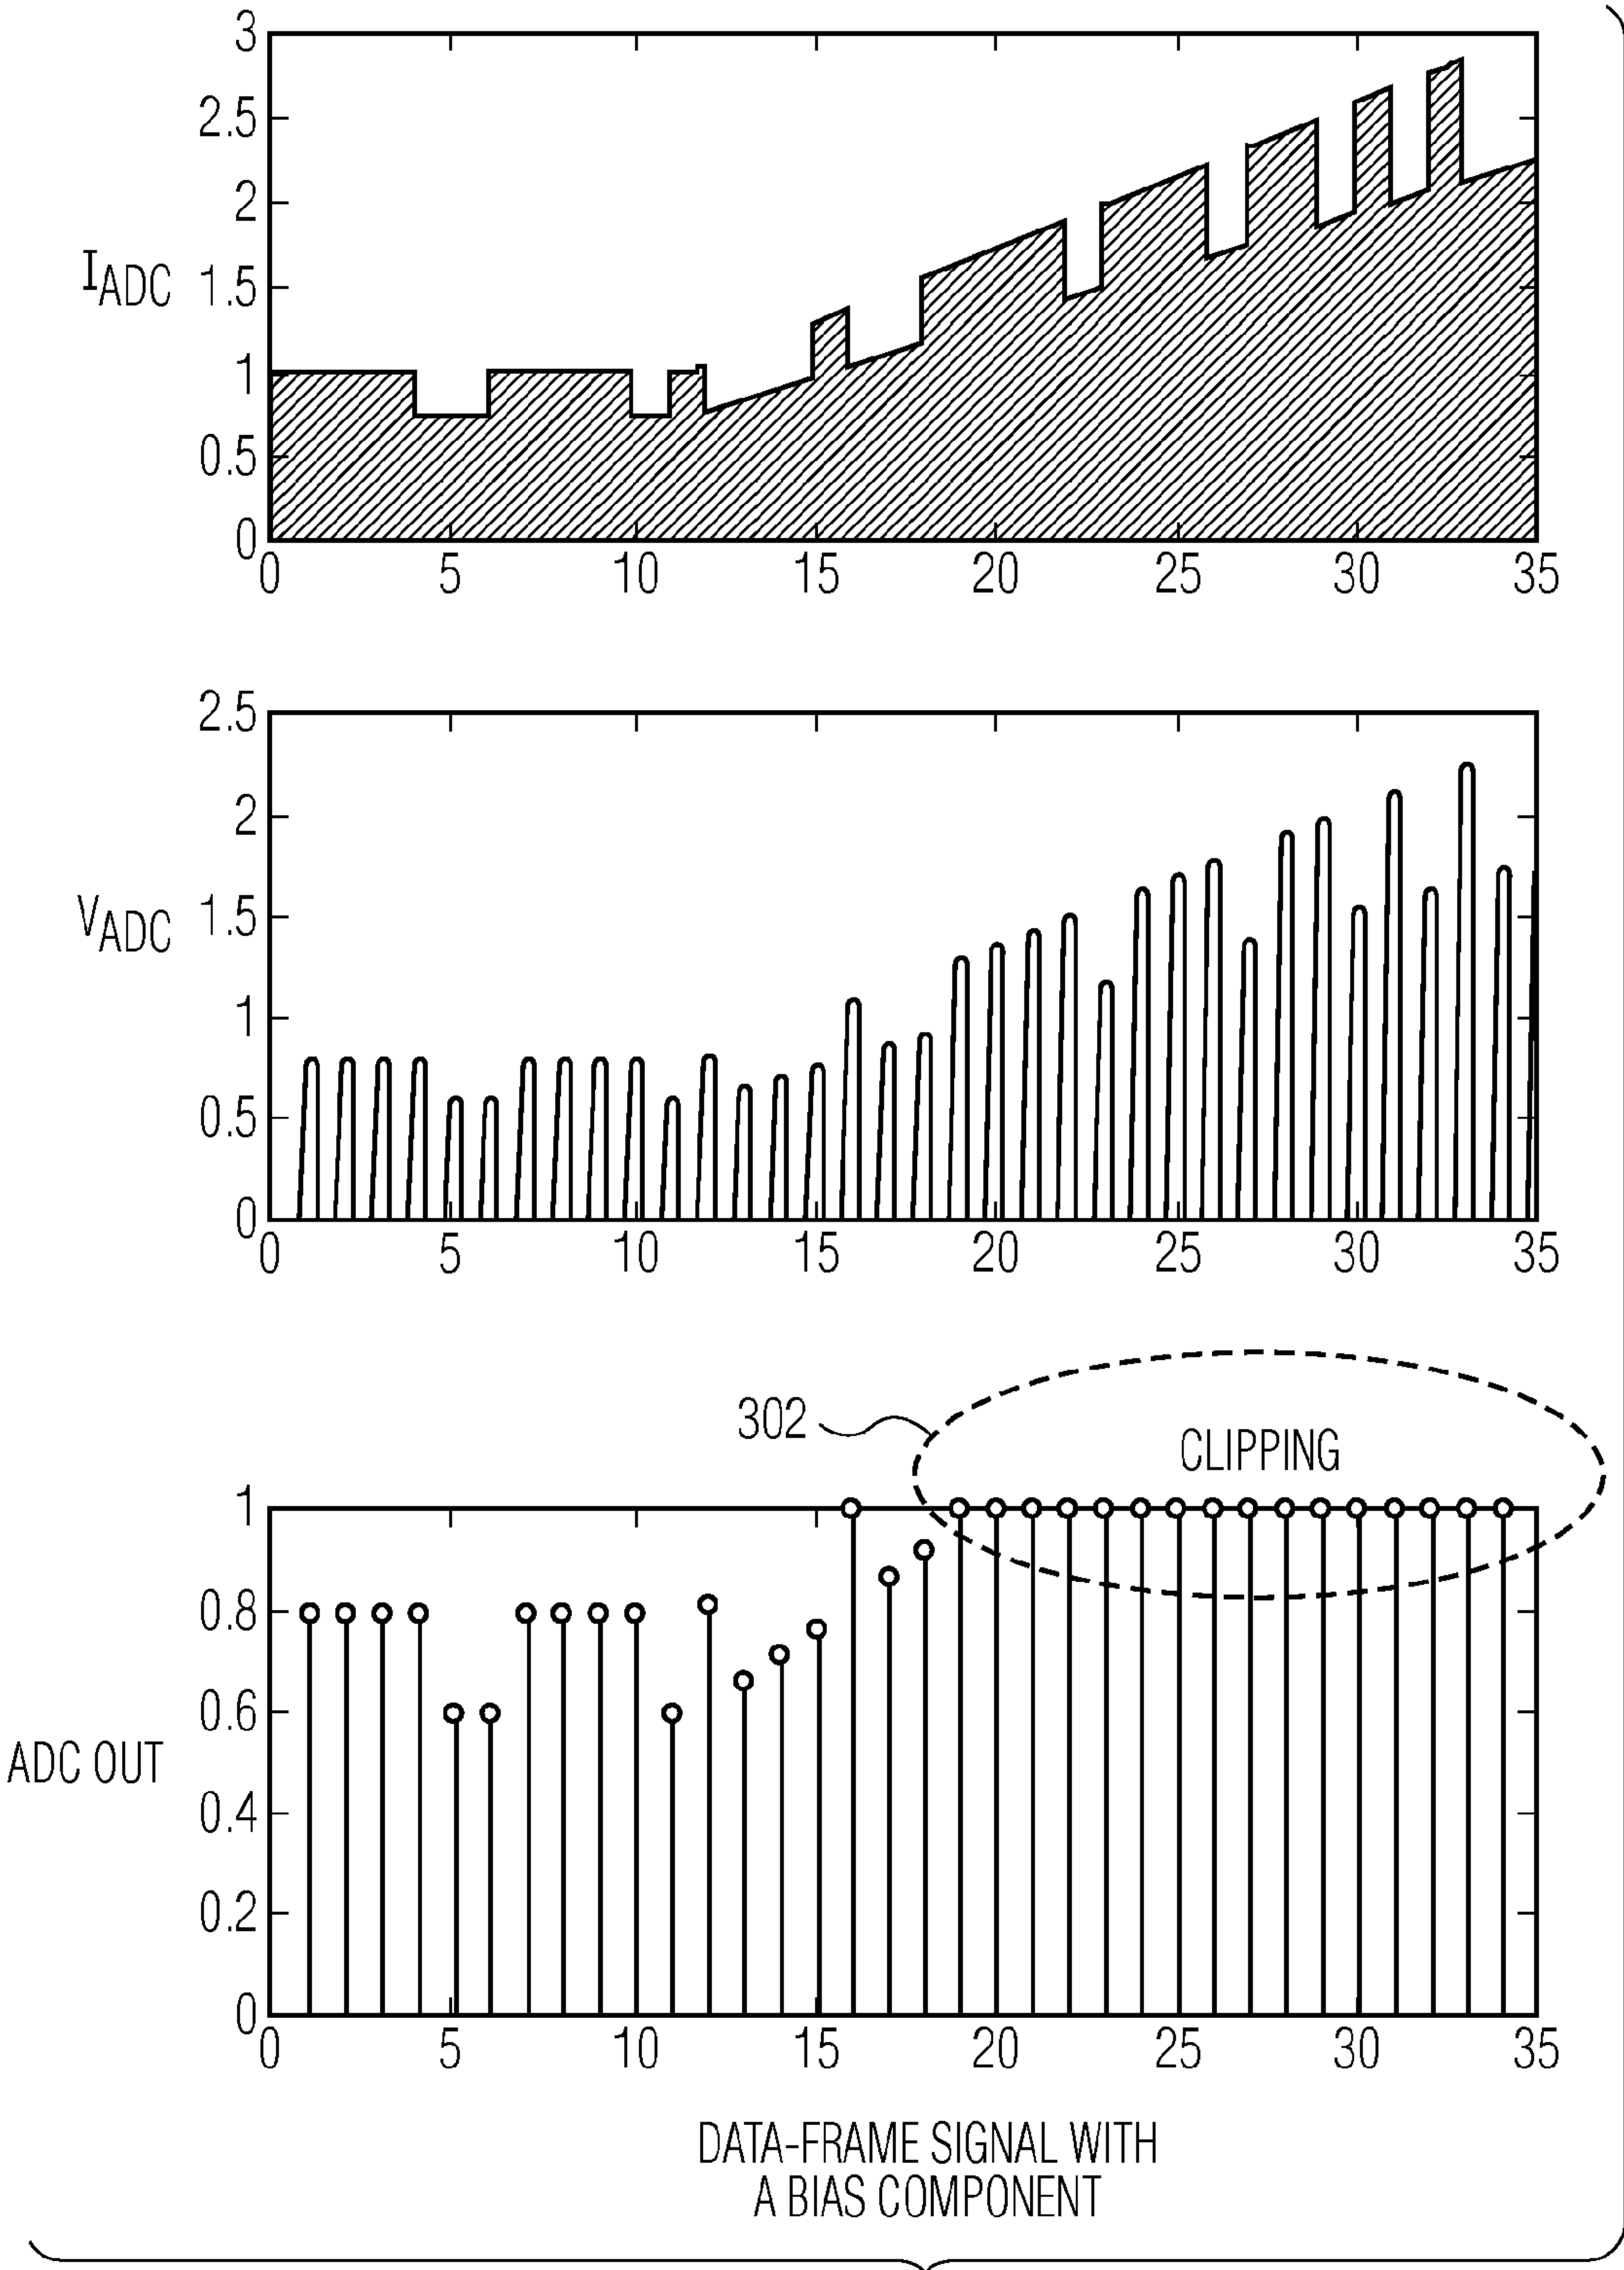 3
2.5
2
I_ADC 1.5
1
0.5
0
0 5 10 15 20 25 30 35
2.5
2
V_ADC 1.5
1
0.5
0
0 5 10 15 20 25 30 35
302
CLIPPING
1
0.8
0.6
ADC OUT
0.4
0.2
0
0 5 10 15 20 25 30 35
DATA-FRAME SIGNAL WITH
A BIAS COMPONENT